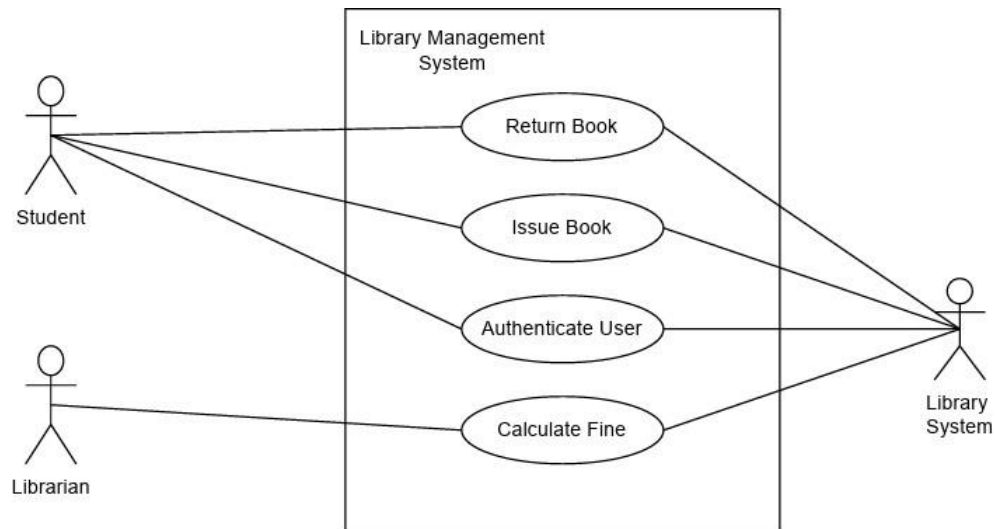 Library Management
System
Return Book
Student
Issue Book
Authenticate User
Library
System
Calculate Fine
Librarian